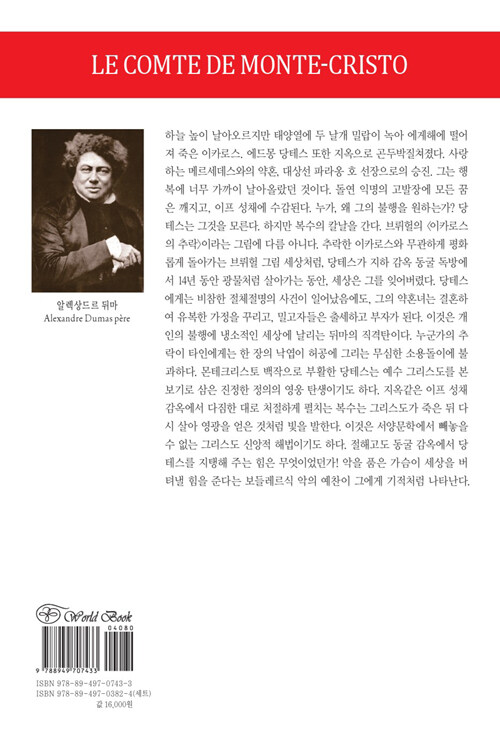 LE COMTE DE MONTE-CRISTO
하늘 높이 날아오르지만 태양열에 두 날개 밀랍이 녹아 에게해에 떨어
져 죽은 이카로스. 에드몽 당테스 또한 지옥으로 곤두박질쳐졌다. 사랑
하는 메르세데스와의 약혼, 대상선 파라옹 호 선장으로의 승진. 그는 행
복에 너무 가까이 날아올랐던 것이다. 돌연 익명의 고발장에 모든 꿈
은 깨지고, 이프 성채에 수감된다. 누가, 왜 그의 불행을 원하는가? 당
테스는 그것을 모른다. 하지만 복수의 칼날을 간다. 브뤼헐의 〈이카로스
의 추락〉이라는 그림에 다름 아니다. 추락한 이카로스와 무관하게 평화
롭게 돌아가는 브뤼헐 그림 세상처럼, 당테스가 지하 감옥 동굴 독방에
서 14년 동안 광물처럼 살아가는 동안, 세상은 그를 잊어버렸다. 당테스
에게는 비참한 절체절명의 사건이 일어났음에도, 그의 약혼녀는 결혼하
여 유복한 가정을 꾸리고, 밀고자들은 출세하고 부자가 된다. 이것은 개
인의 불행에 냉소적인 세상에 날리는 뒤마의 직격탄이다. 누군가의 추
락이 타인에게는 한 장의 낙엽이 허공에 그리는 무심한 소용돌이에 불
과하다. 몬테크리스토 백작으로 부활한 당테스는 예수 그리스도를 본
보기로 삼은 진정한 정의의 영웅 탄생이기도 하다. 지옥같은 이프 성채
감옥에서 다짐한 대로 처절하게 펼치는 복수는 그리스도가 죽은 뒤 다
시 살아 영광을 얻은 것처럼 빛을 발한다. 이것은 서양문학에서 빼놓을
수 없는 그리스도 신앙적 해법이기도 하다. 절해고도 동굴 감옥에서 당
테스를 지탱해 주는 힘은 무엇이었던가! 악을 품은 가슴이 세상을 버
텨낼 힘을 준다는 보들레르식 악의 예찬이 그에게 기적처럼 나타난다.
알렉상드르 뒤마
Alexandre Dumas père
World Book
04080
9 788949 707433
ISBN 978-89-497-0743-3
ISBN 978-89-497-0382-4(세트)
값 16,000원